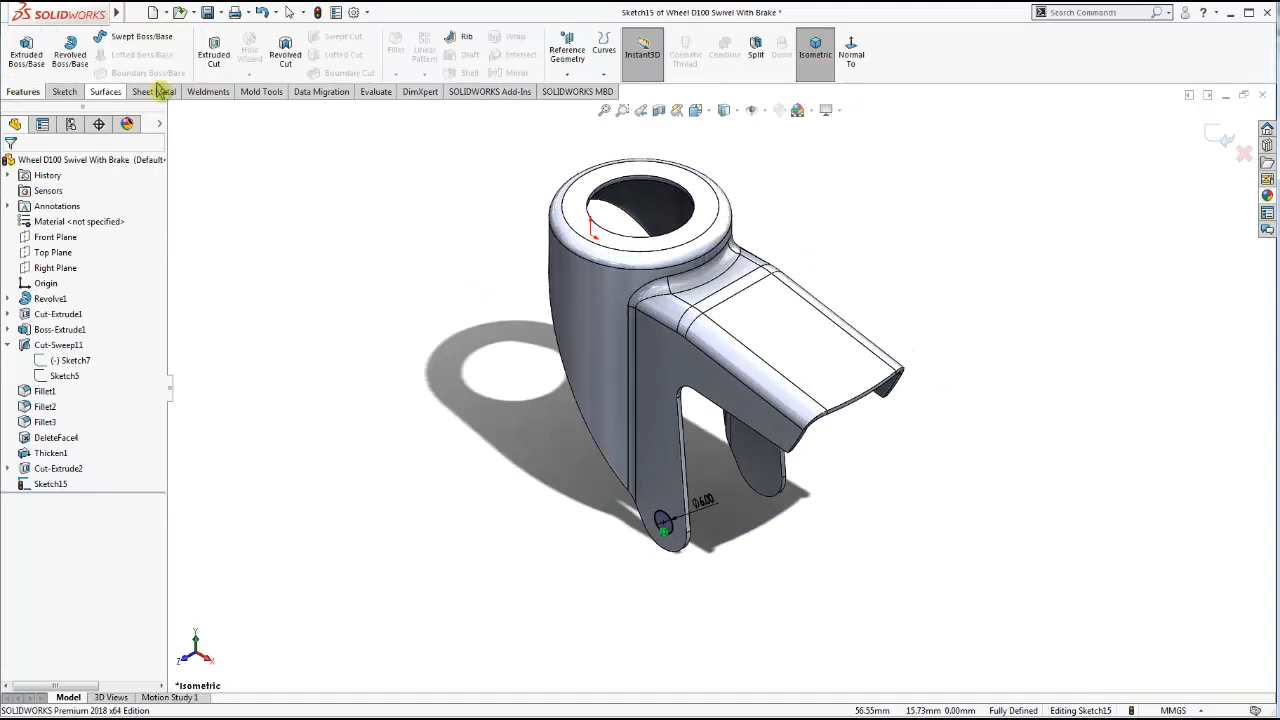 SOLIDWORKS
Sketch15 of Wheel D100 Swivel With Brake *
Search Commands
Extruded Boss/Base
Revolved Boss/Base
Swept Boss/Base
Lofted Boss/Base
Boundary Boss/Base
Extruded Cut
Hole Wizard
Revolved Cut
Swept Cut
Lofted Cut
Boundary Cut
Fillet
Linear Pattern
Rib
Draft
Shell
Wrap
Intersect
Mirror
Reference Geometry
Curves
Instant3D
Cosmetic Thread
Combine
Split
Dome
Isometric
Normal To
Features
Sketch
Surfaces
Sheet Metal
Weldments
Mold Tools
Data Migration
Evaluate
DimXpert
SOLIDWORKS Add-Ins
SOLIDWORKS MBD
Wheel D100 Swivel With Brake (Default
History
Sensors
Annotations
Material <not specified>
Front Plane
Top Plane
Right Plane
Origin
Revolve1
Cut-Extrude1
Boss-Extrude1
Cut-Sweep11
(-) Sketch7
Sketch5
Fillet1
Fillet2
Fillet3
DeleteFace4
Thicken1
Cut-Extrude2
Sketch15
Ø6.00
Y
Z
X
*Isometric
Model
3D Views
Motion Study 1
SOLIDWORKS Premium 2018 x64 Edition
56.55mm
15.73mm 0.00mm
Fully Defined
Editing Sketch15
MMGS